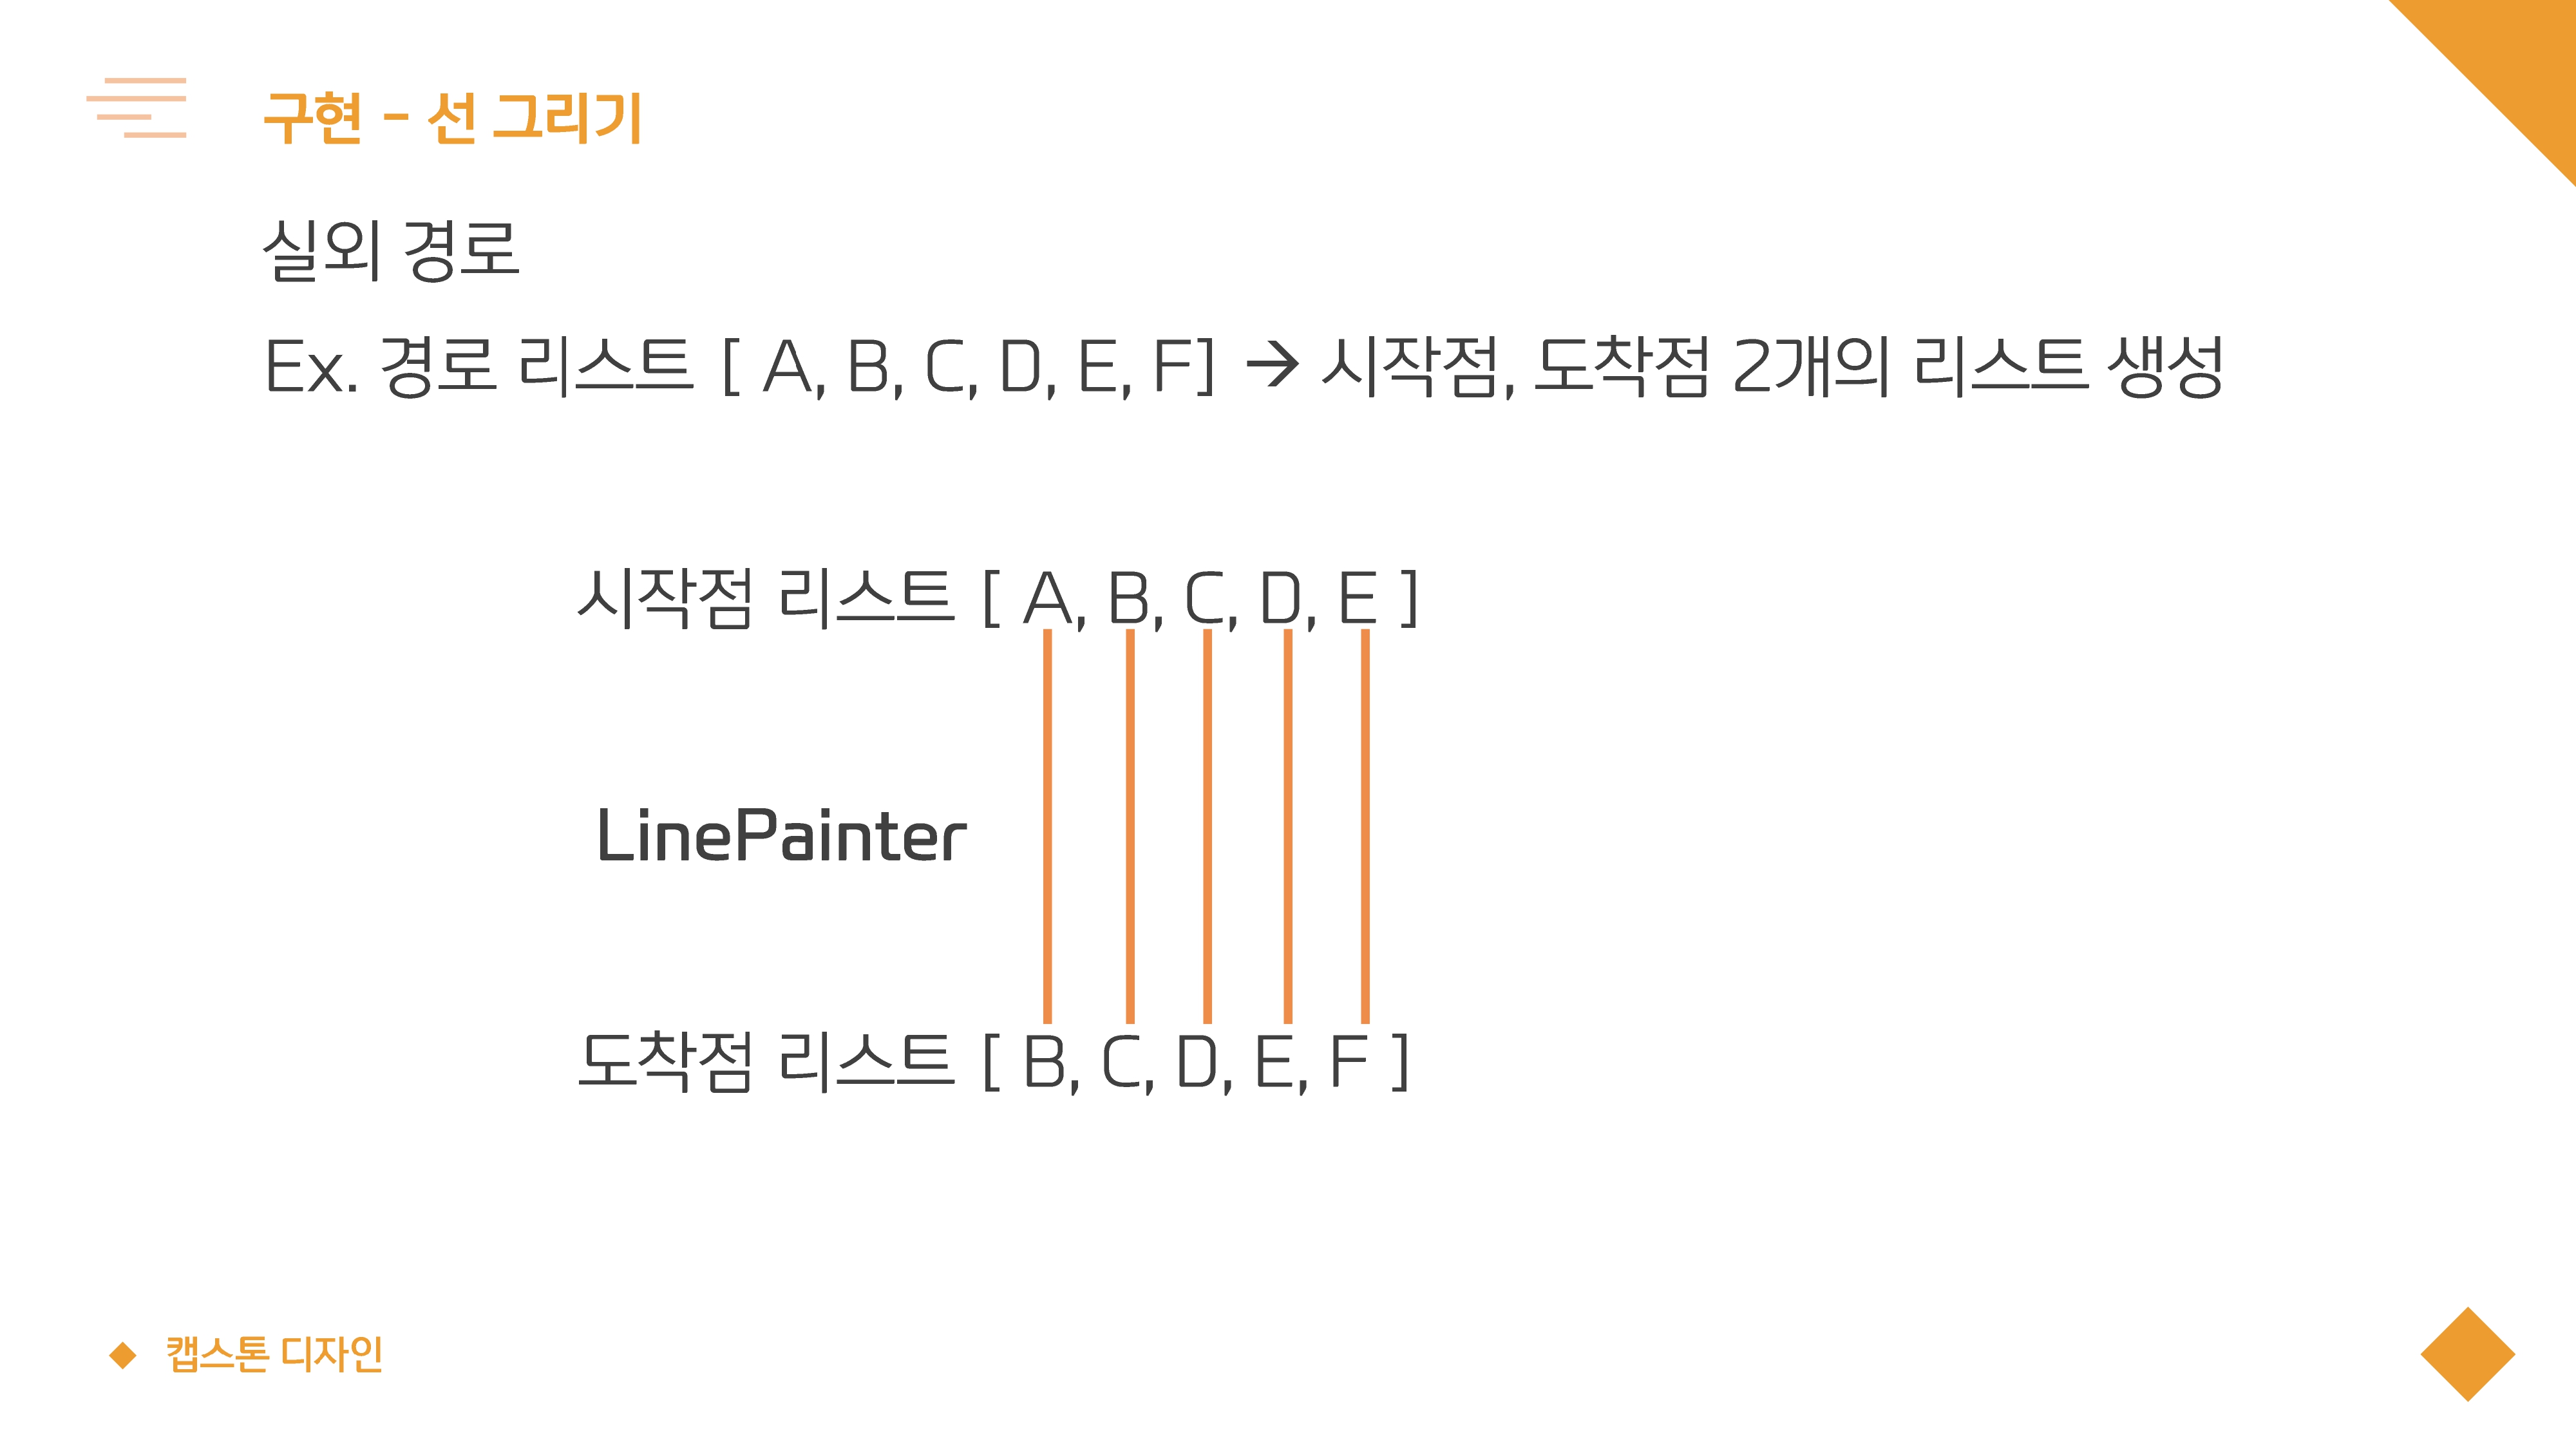 구현 - 선 그리기
실외 경로
Ex. 경로 리스트 [ A, B, C, D, E, F] → 시작점, 도착점 2개의 리스트 생성
시작점 리스트 [ A, B, C, D, E ]
LinePainter
도착점 리스트 [ B, C, D, E, F ]
캡스톤 디자인